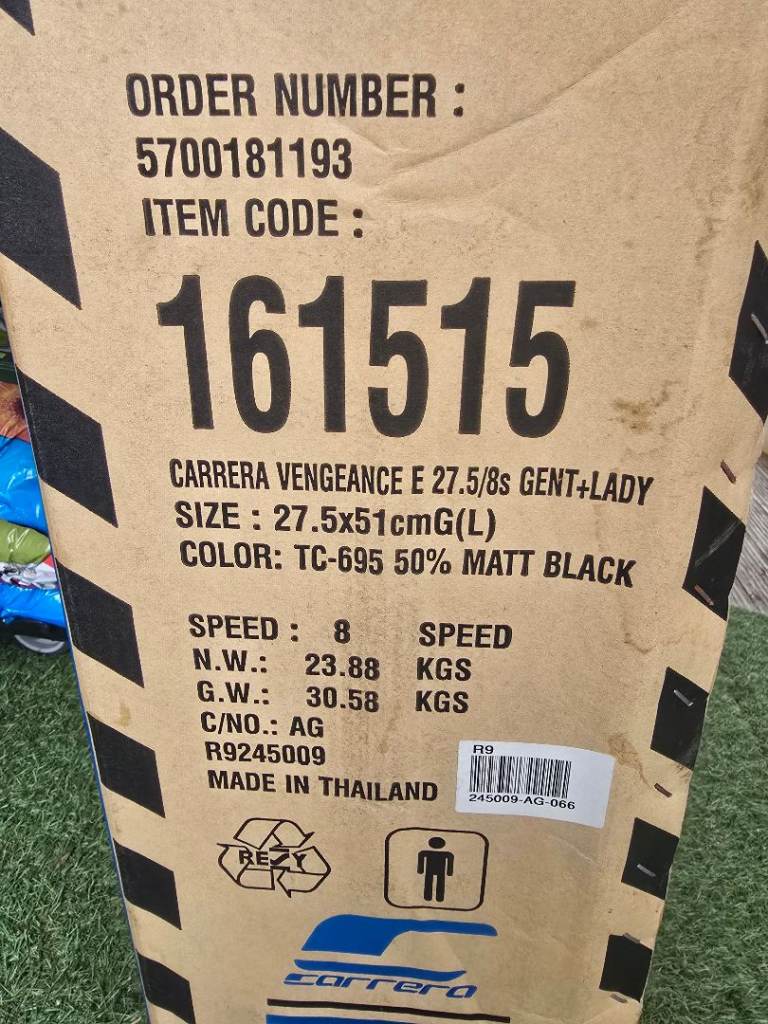 ORDER NUMBER :
5700181193
ITEM CODE :
161515
CARRERA VENGEANCE E 27.5/8s GENT+LADY
SIZE : 27.5x51cmG(L)
COLOR: TC-695 50% MATT BLACK
SPEED : 8 SPEED
N.W.: 23.88 KGS
G.W.: 30.58 KGS
C/NO.: AG
R9245009
MADE IN THAILAND
R9
245009-AG-066
REZY
carrera